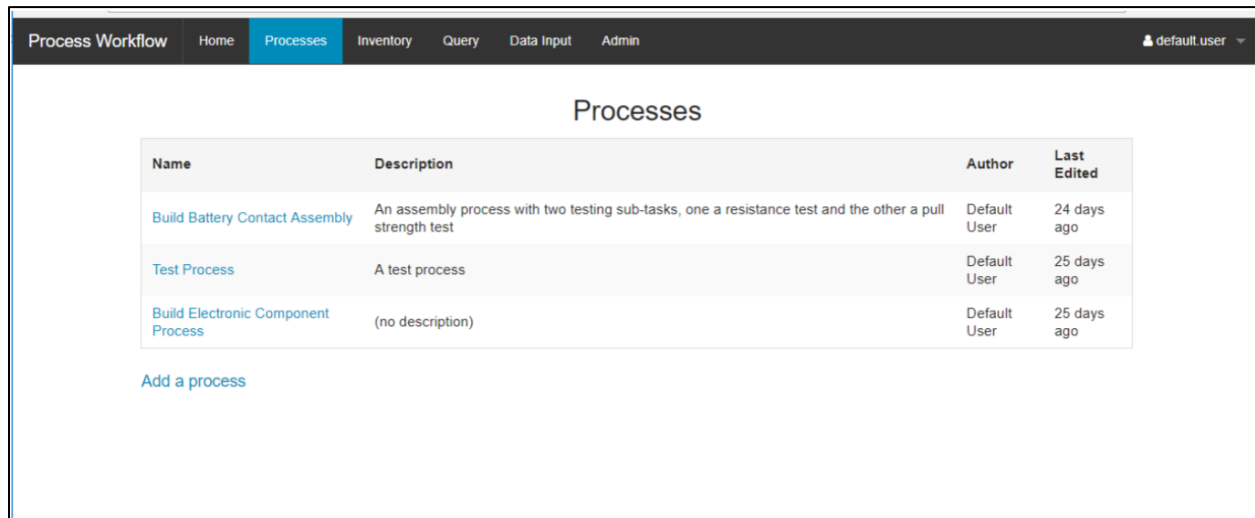 Process Workflow Home Processes Inventory Query Data Input Admin default.user
Processes
Name Description Author Last Edited
Build Battery Contact Assembly An assembly process with two testing sub-tasks, one a resistance test and the other a pull strength test Default User 24 days ago
Test Process A test process Default User 25 days ago
Build Electronic Component Process (no description) Default User 25 days ago
Add a process